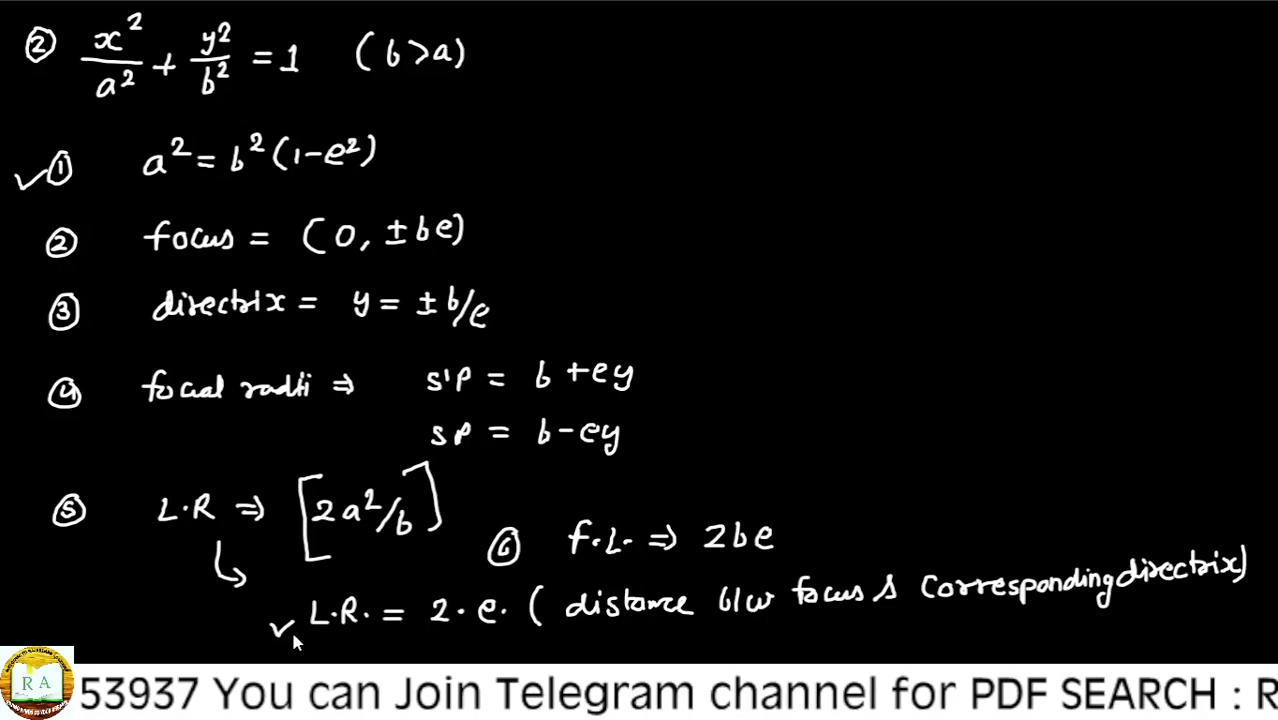 ② x²/a² + y²/b² = 1 (b>a)
✓① a² = b²(1-e²)
② focus = (0, ±be)
③ directrix = y = ±b/e
④ focal radii ⇒ S'P = b+ey
SP = b-ey
⑤ L.R ⇒ [2a²/b]
⑥ f.L. ⇒ 2be
↳ ✓ L.R. = 2.e. (distance b/w focus & corresponding directrix)
RA
53937 You can Join Telegram channel for PDF SEARCH : R